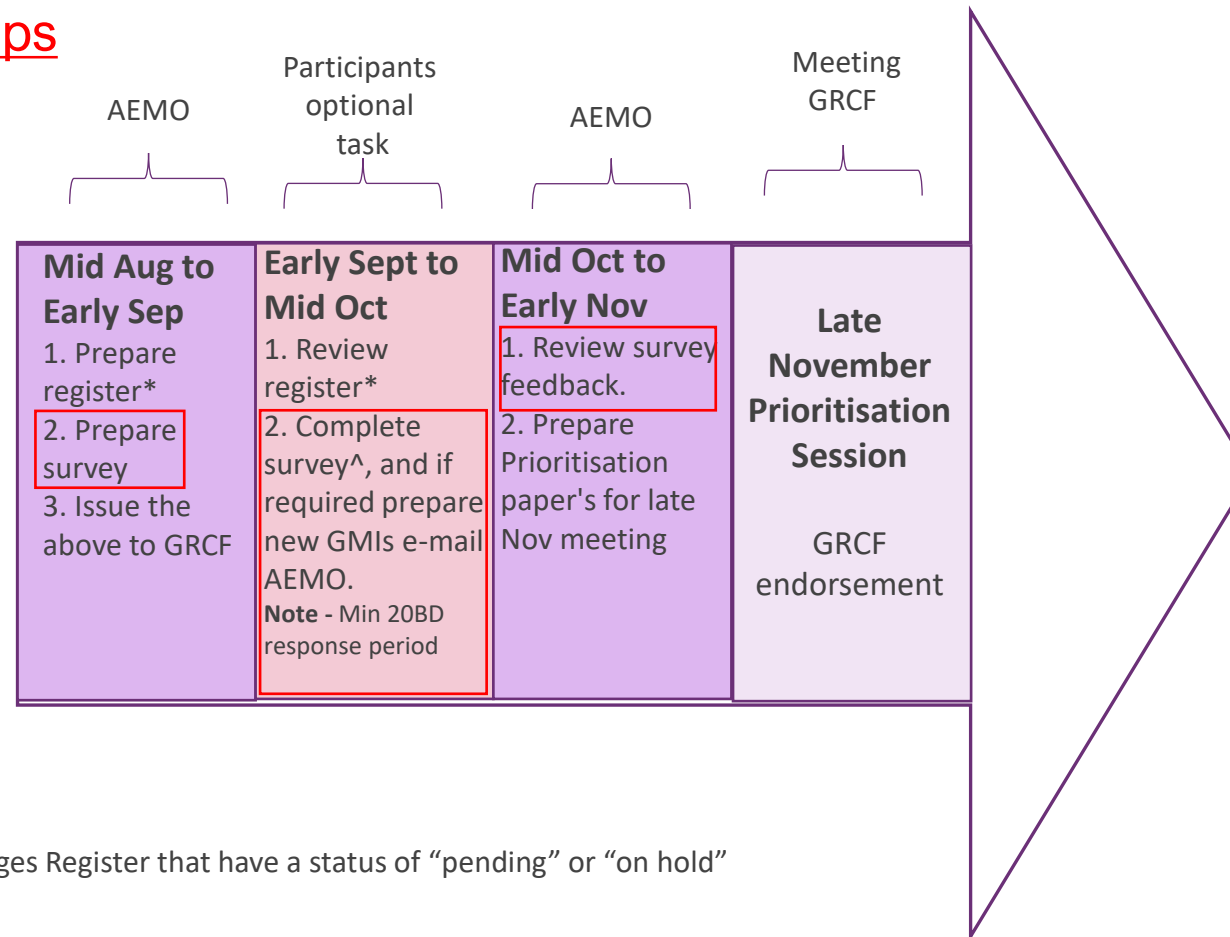 ps
AEMO
Participants
optional
task
AEMO
Meeting
GRCF
Mid Aug to
Early Sep
1. Prepare
register*
2. Prepare
survey
3. Issue the
above to GRCF
Early Sept to
Mid Oct
1. Review
register*
2. Complete
survey^, and if
required prepare
new GMIs e-mail
AEMO.
Note - Min 20BD
response period
Mid Oct to
Early Nov
1. Review survey
feedback.
2. Prepare
Prioritisation
paper's for late
Nov meeting
Late
November
Prioritisation
Session
GRCF
endorsement
ges Register that have a status of “pending” or “on hold”